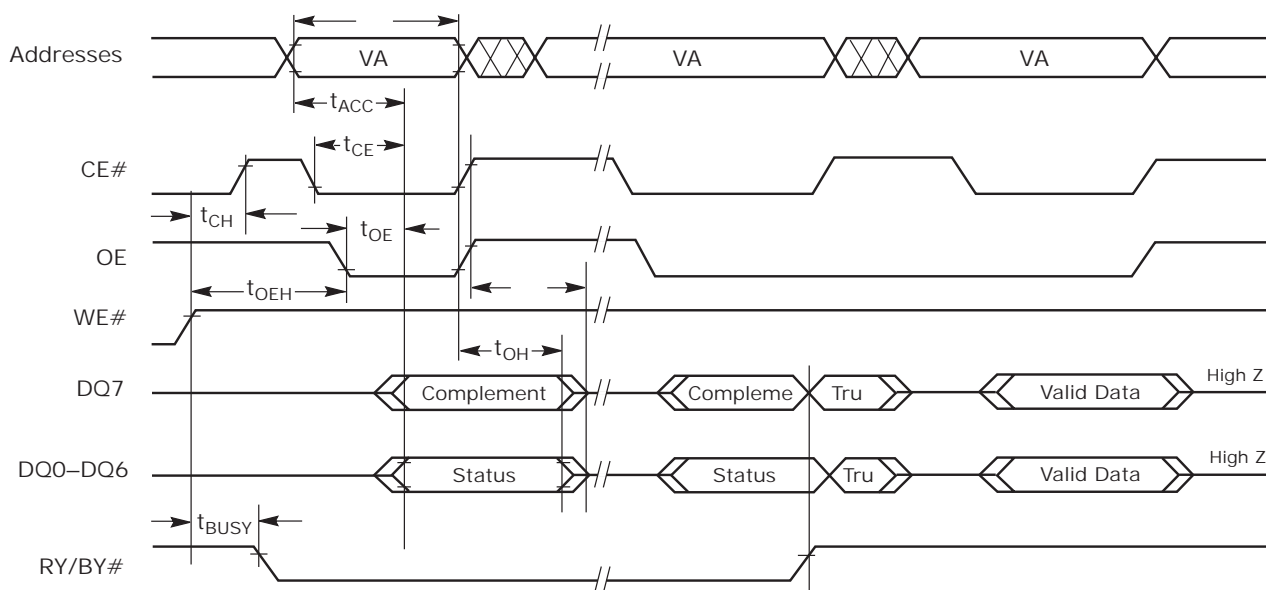 Addresses VA VA VA
tACC
tCE
CE#
tCH tOE
OE
tOEH
WE#
tOH
DQ7 Complement Compleme Tru Valid Data High Z
DQ0–DQ6 Status Status Tru Valid Data High Z
tBUSY
RY/BY#